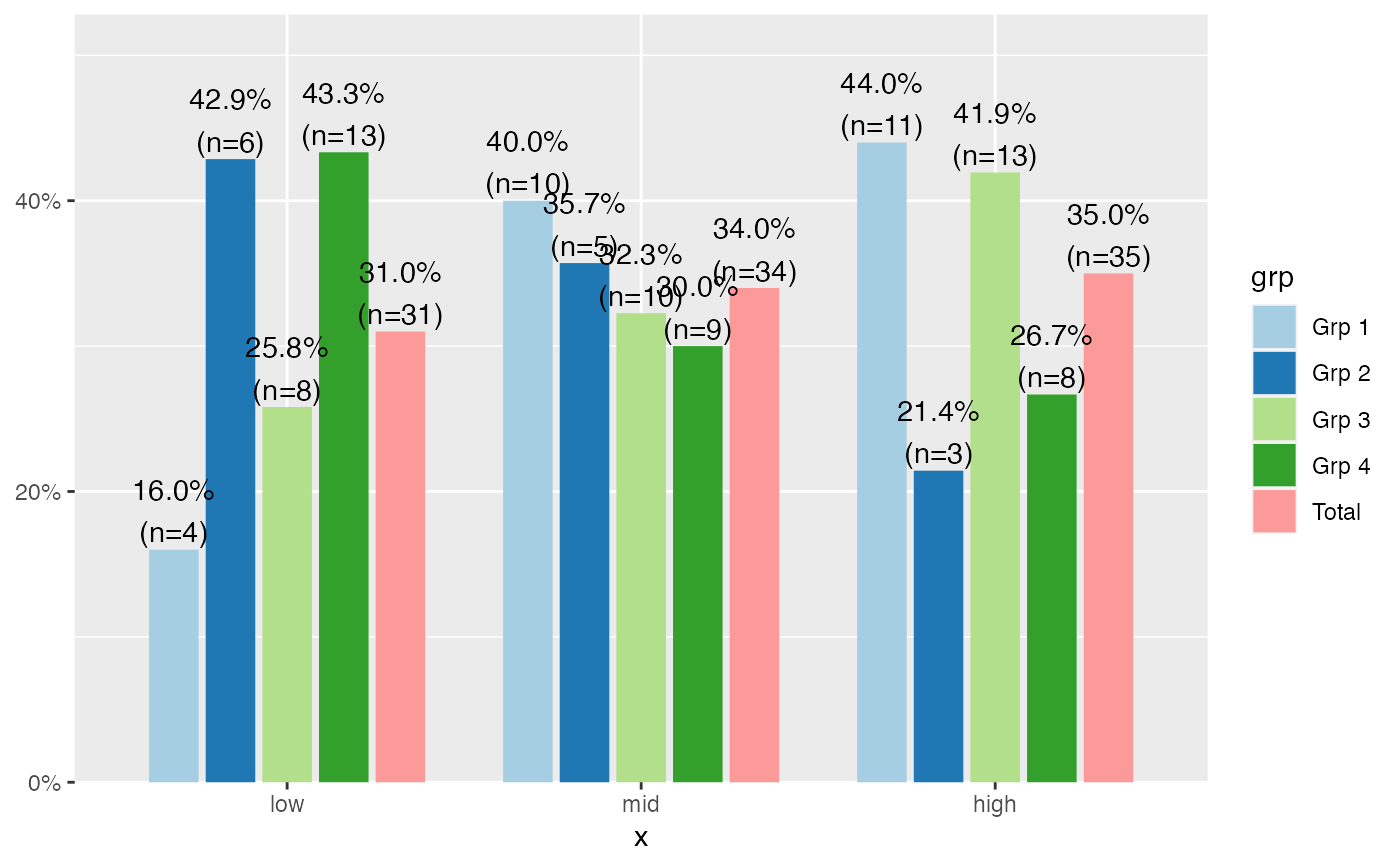 42.9%
(n=6)
43.3%
(n=13)
16.0%
(n=4)
25.8%
(n=8)
31.0%
(n=31)
40.0%
(n=10)
35.7%
(n=5)
32.3%
(n=10)
30.0%
(n=9)
34.0%
(n=34)
44.0%
(n=11)
21.4%
(n=3)
41.9%
(n=13)
26.7%
(n=8)
35.0%
(n=35)
40%
20%
0%
low
mid
high
x
grp
Grp 1
Grp 2
Grp 3
Grp 4
Total